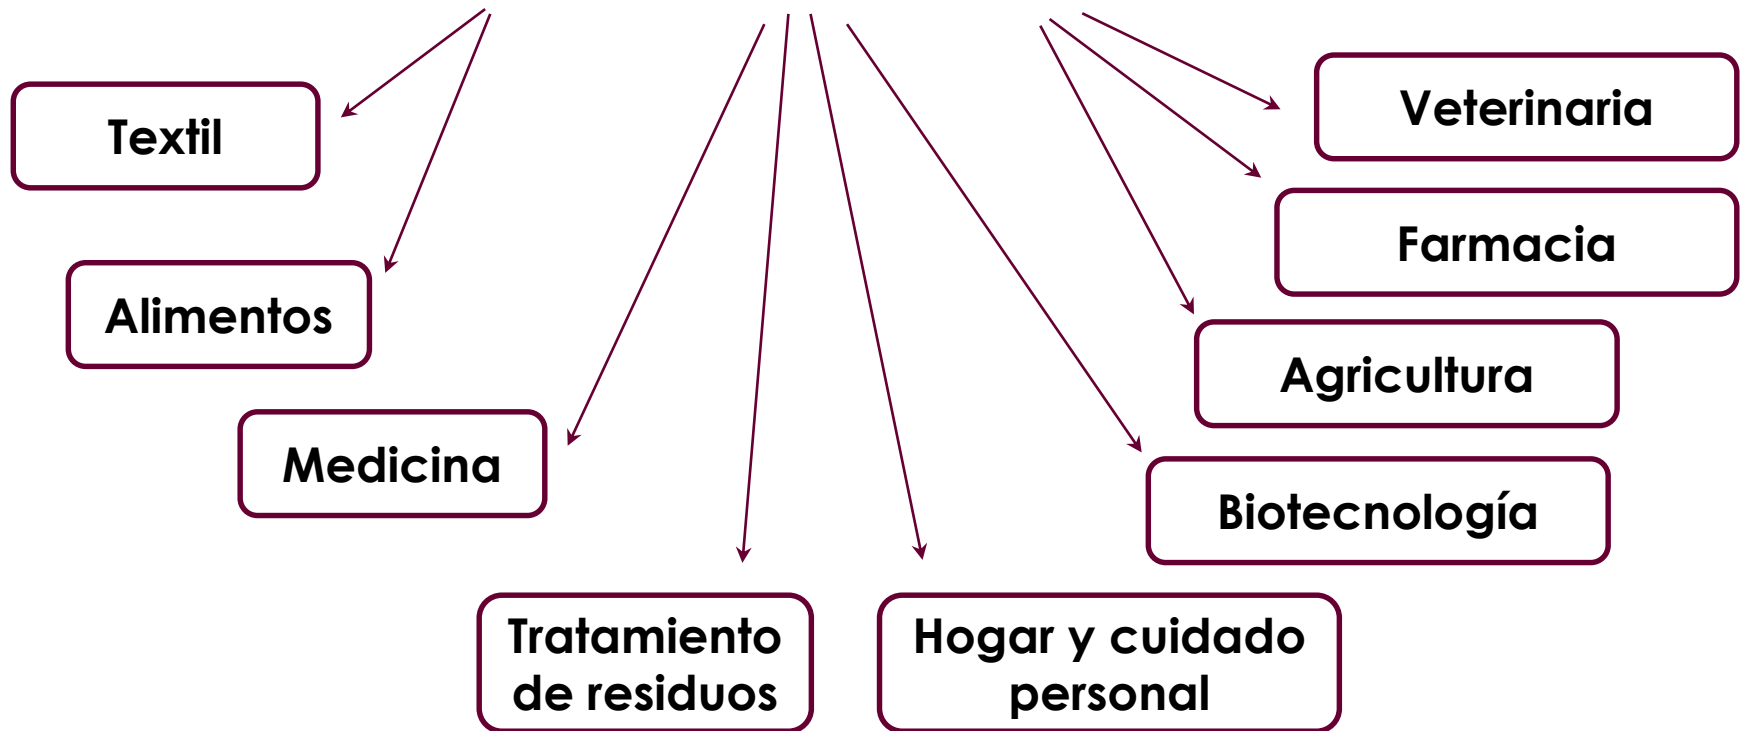 Textil
Alimentos
Medicina
Tratamiento
de residuos
Hogar y cuidado
personal
Veterinaria
Farmacia
Agricultura
Biotecnología